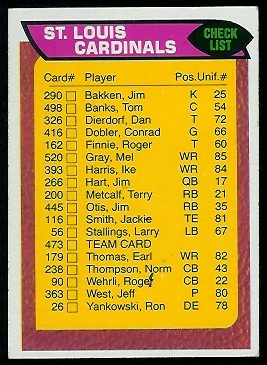 ST. LOUIS
CARDINALS
CHECK
LIST
Card# Player Pos. Unif.#
290 Bakken, Jim K 25
498 Banks, Tom C 54
326 Dierdorf, Dan T 72
416 Dobler, Conrad G 66
162 Finnie, Roger T 60
520 Gray, Mel WR 85
393 Harris, Ike WR 84
266 Hart, Jim QB 17
200 Metcalf, Terry RB 21
445 Otis, Jim RB 35
116 Smith, Jackie TE 81
56 Stallings, Larry LB 67
473 TEAM CARD
179 Thomas, Earl WR 82
238 Thompson, Norm CB 43
90 Wehrli, Roger CB 22
363 West, Jeff P 80
26 Yankowski, Ron DE 78